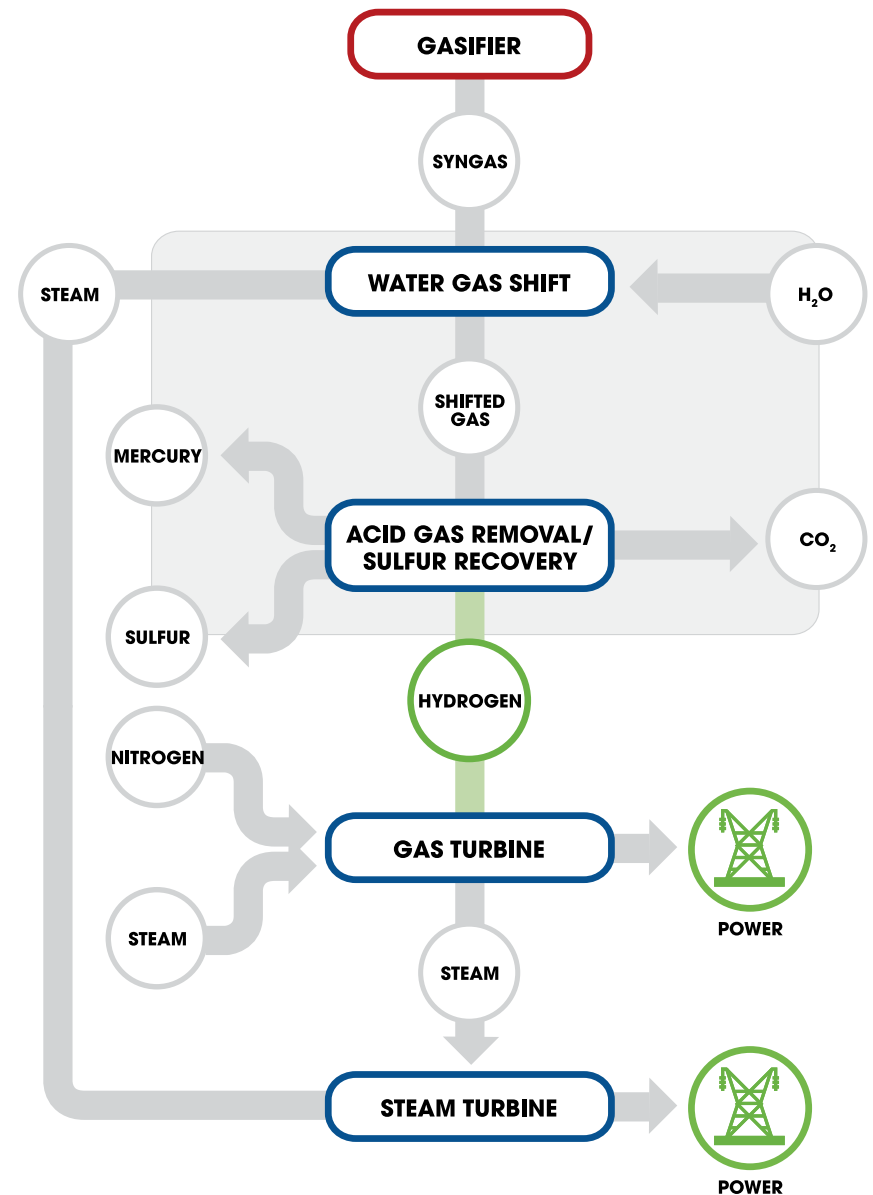 GASIFIER
SYNGAS
WATER GAS SHIFT
STEAM
H₂O
SHIFTED
GAS
MERCURY
ACID GAS REMOVAL/
SULFUR RECOVERY
CO₂
SULFUR
HYDROGEN
NITROGEN
GAS TURBINE
POWER
STEAM
STEAM
STEAM TURBINE
POWER